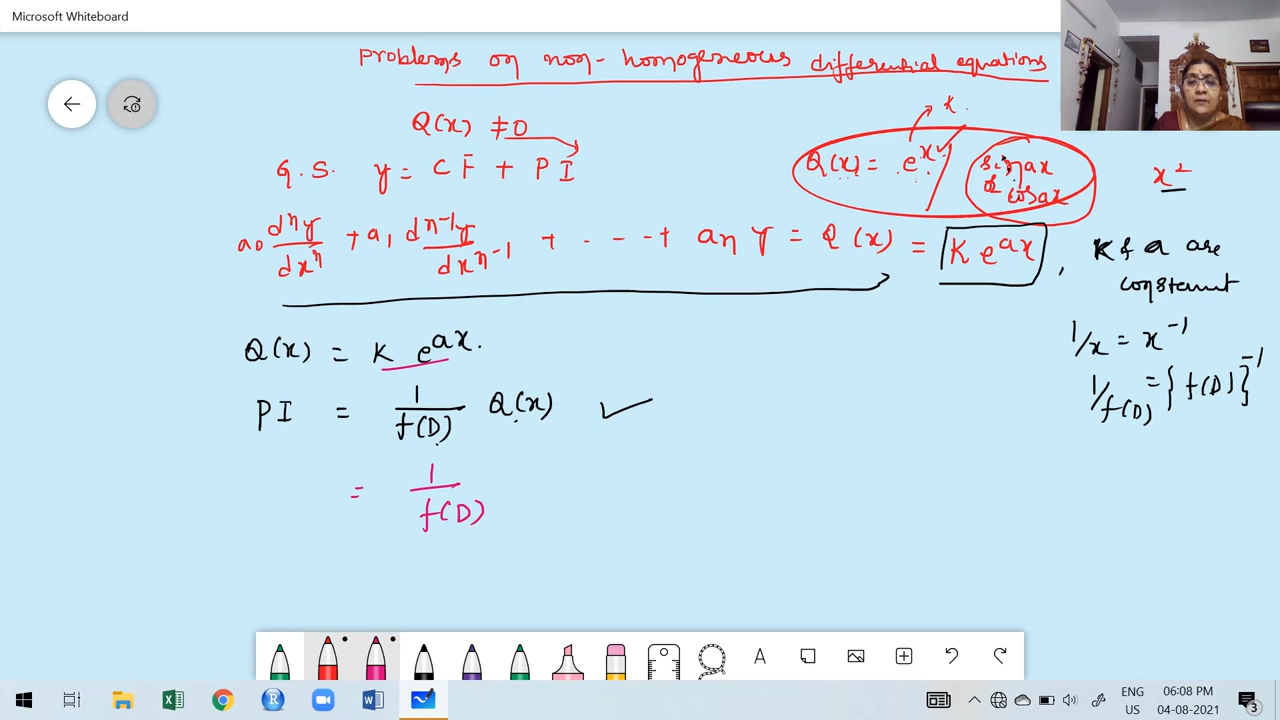 Microsoft Whiteboard
Problems on non-homogeneous differential equations
Q(x) ≠ 0
G.S. y = CF + PI
Q(x) = e^x / sin ax or cos ax
x
x²
a₀ dⁿy/dxⁿ + a₁ dⁿ⁻¹y/dxⁿ⁻¹ + ---+ aₙ y = Q(x) = K e^{ax}, K & a are constant
Q(x) = K e^{ax}.
1/x = x⁻¹
PI = 1/f(D) Q(x) ✓
1/f(D) = {f(D)}⁻¹
= 1/f(D)
A
ENG
US
06:08 PM
04-08-2021
3